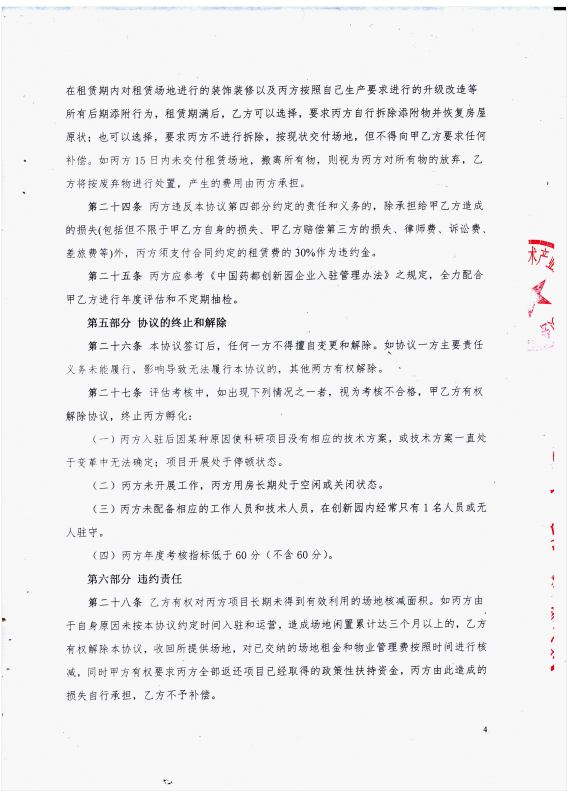 在租赁期内对租赁场地进行的装饰装修以及丙方按照自己生产要求进行的升级改造等
所有后期添附行为，租赁期满后，乙方可以选择，要求丙方自行拆除添附物并恢复房屋
原状；也可以选择，要求丙方不进行拆除，按现状交付场地，但不得向甲乙方要求任何
补偿。如丙方 15 日内未交付租赁场地，搬离所有物，则视为丙方对所有物的放弃，乙
方将按废弃物进行处置，产生的费用由丙方承担。
第二十四条 丙方违反本协议第四部分约定的责任和义务的，除承担给甲乙方造成
的损失(包括但不限于甲乙方自身的损失、甲乙方赔偿第三方的损失、律师费、诉讼费、
差旅费等)外，丙方须支付合同约定的租赁费的 30%作为违约金。
第二十五条 丙方应参考《中国药都创新园企业入驻管理办法》之规定，全力配合
甲乙方进行年度评估和不定期抽检。
第五部分 协议的终止和解除
第二十六条 本协议签订后，任何一方不得擅自变更和解除。如协议一方主要责任
义务未能履行，影响导致无法履行本协议的，其他两方有权解除。
第二十七条 评估考核中，如出现下列情况之一者，视为考核不合格，甲乙方有权
解除协议，终止丙方孵化：
（一）丙方入驻后因某种原因使科研项目没有相应的技术方案，或技术方案一直处
于变革中无法确定；项目开展处于停顿状态。
（二）丙方未开展工作，丙方用房长期处于空闲或关闭状态。
（三）丙方未配备相应的工作人员和技术人员，在创新园内经常只有 1 名人员或无
人驻守。
（四）丙方年度考核指标低于 60 分（不含 60 分）。
第六部分 违约责任
第二十八条 乙方有权对丙方项目长期未得到有效利用的场地核减面积。如丙方由
于自身原因未按本协议约定时间入驻和运营，造成场地闲置累计达三个月以上的，乙方
有权解除本协议，收回所提供场地，对已交纳的场地租金和物业管理费按照时间进行核
减，同时甲方有权要求丙方全部返还项目已经取得的政策性扶持资金，丙方由此造成的
损失自行承担，乙方不予补偿。
4